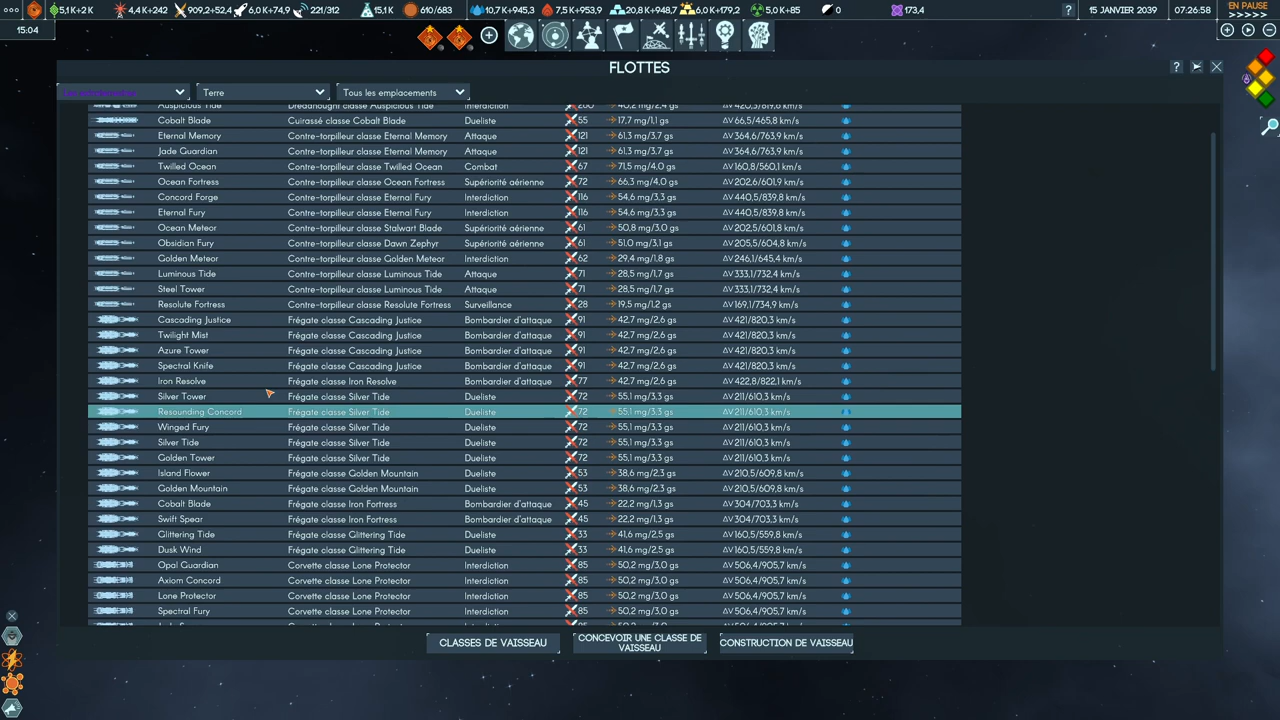 5,1K+2 K 4,4K+242 909,2+52,4 6,0K+74,9 221/312 15,1K 610/683 10,7K+945,3 7,5K+953,9 20,8K+948,7 6,0K+179,2 5,0K+85 0 173,4 ? 15 JANVIER 2039 07:26:58 EN PAUSE
15:04
FLOTTES
Terre Tous les emplacements
Auspicious Tide Dreadnought classe Auspicious Tide Interdiction
Cobalt Blade Cuirassé classe Cobalt Blade Dueliste 55 17,7 mg/1,1 gs ΔV 66,5/465,8 km/s
Eternal Memory Contre-torpilleur classe Eternal Memory Attaque 121 61,3 mg/3,7 gs ΔV 364,6/763,9 km/s
Jade Guardian Contre-torpilleur classe Eternal Memory Attaque 121 61,3 mg/3,7 gs ΔV 364,6/763,9 km/s
Twilled Ocean Contre-torpilleur classe Twilled Ocean Combat 67 71,5 mg/4,0 gs ΔV 160,8/560,1 km/s
Ocean Fortress Contre-torpilleur classe Ocean Fortress Supériorité aérienne 72 66,3 mg/4,0 gs ΔV 202,6/601,9 km/s
Concord Forge Contre-torpilleur classe Eternal Fury Interdiction 116 54,6 mg/3,3 gs ΔV 440,5/839,8 km/s
Eternal Fury Contre-torpilleur classe Eternal Fury Interdiction 116 54,6 mg/3,3 gs ΔV 440,5/839,8 km/s
Ocean Meteor Contre-torpilleur classe Stalwart Blade Supériorité aérienne 61 50,8 mg/3,0 gs ΔV 206,2/605,4 km/s
Obsidian Fury Contre-torpilleur classe Dawn Zephyr Supériorité aérienne 61 51,0 mg/3,1 gs ΔV 205,5/604,8 km/s
Golden Meteor Contre-torpilleur classe Golden Meteor Interdiction 62 29,4 mg/1,8 gs ΔV 246,1/645,4 km/s
Luminous Tide Contre-torpilleur classe Luminous Tide Attaque 71 28,5 mg/1,7 gs ΔV 333,1/732,4 km/s
Steel Tower Contre-torpilleur classe Luminous Tide Attaque 71 28,5 mg/1,7 gs ΔV 333,1/732,4 km/s
Resolute Fortress Contre-torpilleur classe Resolute Fortress Surveillance 28 19,5 mg/1,2 gs ΔV 169,1/734,9 km/s
Cascading Justice Frégate classe Cascading Justice Bombardier d'attaque 91 42,7 mg/2,6 gs ΔV 421/820,3 km/s
Twilight Mist Frégate classe Cascading Justice Bombardier d'attaque 91 42,7 mg/2,6 gs ΔV 421/820,3 km/s
Azure Tower Frégate classe Cascading Justice Bombardier d'attaque 91 42,7 mg/2,6 gs ΔV 421/820,3 km/s
Spectral Knife Frégate classe Cascading Justice Bombardier d'attaque 91 42,7 mg/2,6 gs ΔV 421/820,3 km/s
Iron Resolve Frégate classe Iron Resolve Bombardier d'attaque 77 42,7 mg/2,6 gs ΔV 422,8/822,1 km/s
Silver Tower Frégate classe Silver Tide Dueliste 72 55,1 mg/3,3 gs ΔV 211/610,3 km/s
Resounding Concord Frégate classe Silver Tide Dueliste 72 55,1 mg/3,3 gs ΔV 211/610,3 km/s
Winged Fury Frégate classe Silver Tide Dueliste 72 55,1 mg/3,3 gs ΔV 211/610,3 km/s
Silver Tide Frégate classe Silver Tide Dueliste 72 55,1 mg/3,3 gs ΔV 211/610,3 km/s
Golden Tower Frégate classe Silver Tide Dueliste 72 55,1 mg/3,3 gs ΔV 211/610,3 km/s
Island Flower Frégate classe Golden Mountain Dueliste 53 38,6 mg/2,3 gs ΔV 210,5/609,8 km/s
Golden Mountain Frégate classe Golden Mountain Dueliste 53 38,6 mg/2,3 gs ΔV 210,5/609,8 km/s
Cobalt Blade Frégate classe Iron Fortress Bombardier d'attaque 45 22,2 mg/1,3 gs ΔV 304/703,3 km/s
Swift Spear Frégate classe Iron Fortress Bombardier d'attaque 45 22,2 mg/1,3 gs ΔV 304/703,3 km/s
Glittering Tide Frégate classe Glittering Tide Dueliste 33 41,6 mg/2,5 gs ΔV 160,5/559,8 km/s
Dusk Wind Frégate classe Glittering Tide Dueliste 33 41,6 mg/2,5 gs ΔV 160,5/559,8 km/s
Opal Guardian Corvette classe Lone Protector Interdiction 85 50,2 mg/3,0 gs ΔV 506,4/905,7 km/s
Axiom Concord Corvette classe Lone Protector Interdiction 85 50,2 mg/3,0 gs ΔV 506,4/905,7 km/s
Lone Protector Corvette classe Lone Protector Interdiction 85 50,2 mg/3,0 gs ΔV 506,4/905,7 km/s
Spectral Fury Corvette classe Lone Protector Interdiction 85 50,2 mg/3,0 gs ΔV 506,4/905,7 km/s
CLASSES DE VAISSEAU
CONCEVOIR UNE CLASSE DE
VAISSEAU
CONSTRUCTION DE VAISSEAU